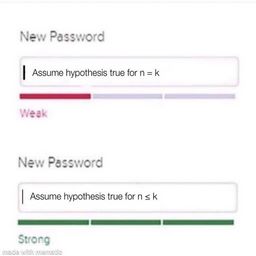 New Password
Assume hypothesis true for n = k
Weak
New Password
Assume hypothesis true for n ≤ k
Strong
made with mematic